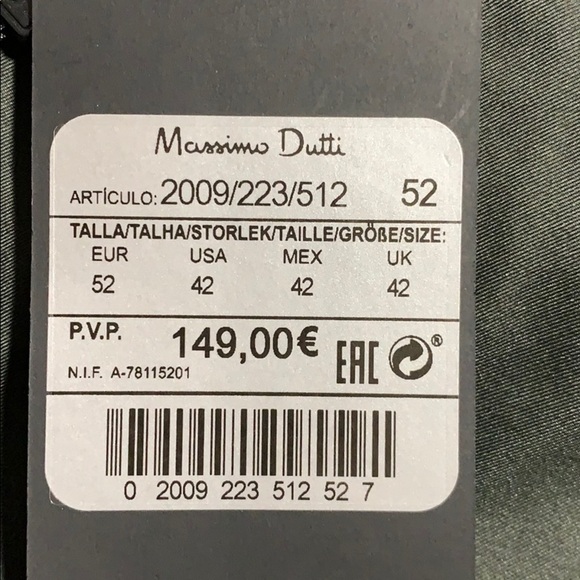 Massimo Dutti
ARTÍCULO: 2009/223/512 52
TALLA/TALHA/STORLEK/TAILLE/GRÖßE/SIZE:
EUR USA MEX UK
52 42 42 42
P.V.P. 149,00€ EAC ®
N.I.F. A-78115201
0 2009 223 512 52 7